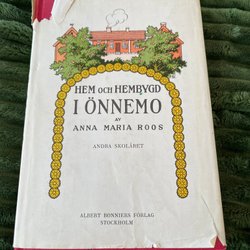 HEM OCH HEMBYGD
I ÖNNEMO
AV
ANNA MARIA ROOS
ANDRA SKOLÅRET
ALBERT BONNIERS FÖRLAG
STOCKHOLM